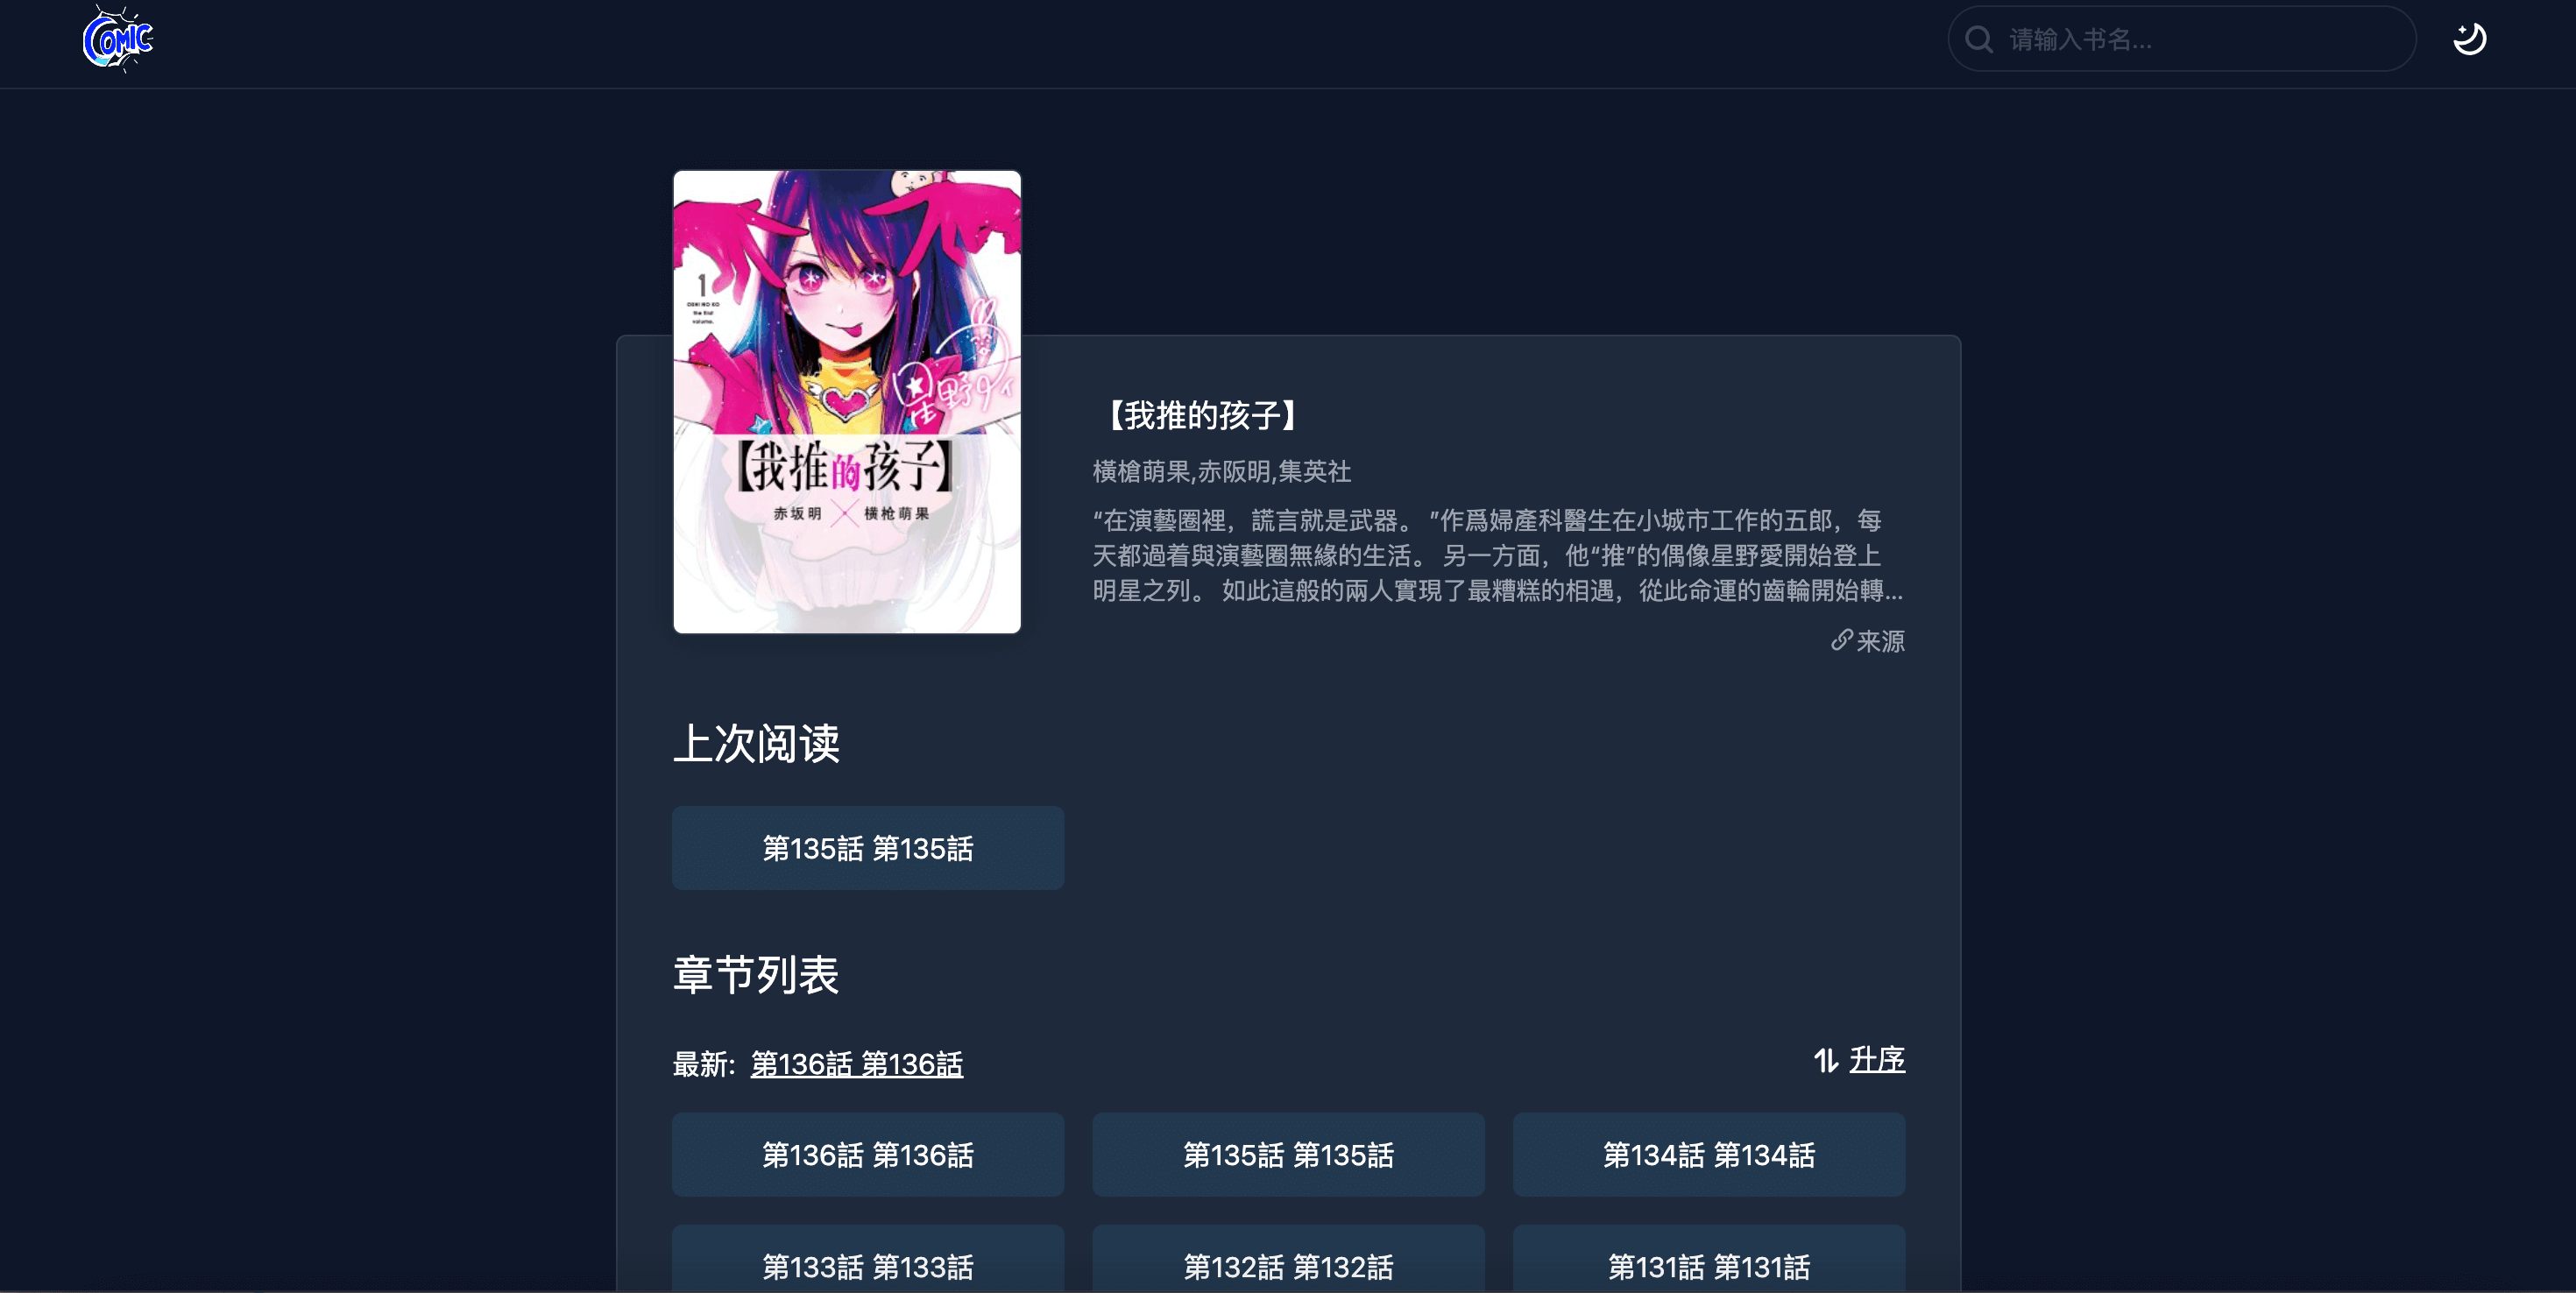 COMIC
请输入书名...
1
OSHI NO KO
the first
volume.
星野アイ
【我推的孩子】
赤坂明 × 横枪萌果
【我推的孩子】
橫槍萌果,赤阪明,集英社
“在演藝圈裡，謊言就是武器。 ”作爲婦產科醫生在小城市工作的五郎，每
天都過着與演藝圈無緣的生活。 另一方面，他“推”的偶像星野愛開始登上
明星之列。 如此這般的兩人實現了最糟糕的相遇，從此命運的齒輪開始轉...
来源
上次阅读
第135話 第135話
章节列表
最新: 第136話 第136話
升序
第136話 第136話
第135話 第135話
第134話 第134話
第133話 第133話
第132話 第132話
第131話 第131話